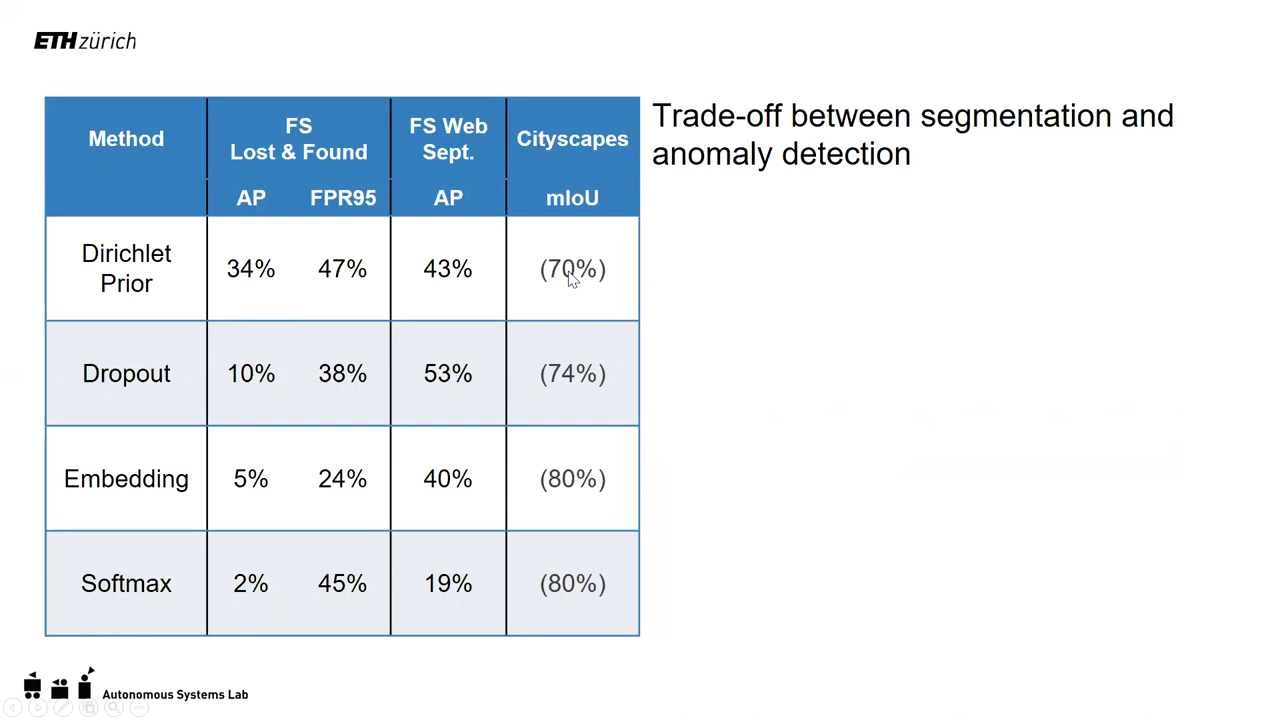 ETH zürich
Trade-off between segmentation and
anomaly detection
Method
FS
Lost & Found
FS Web
Sept.
Cityscapes
AP FPR95 AP mIoU
Dirichlet
Prior
34% 47% 43% (70%)
Dropout 10% 38% 53% (74%)
Embedding 5% 24% 40% (80%)
Softmax 2% 45% 19% (80%)
Autonomous Systems Lab